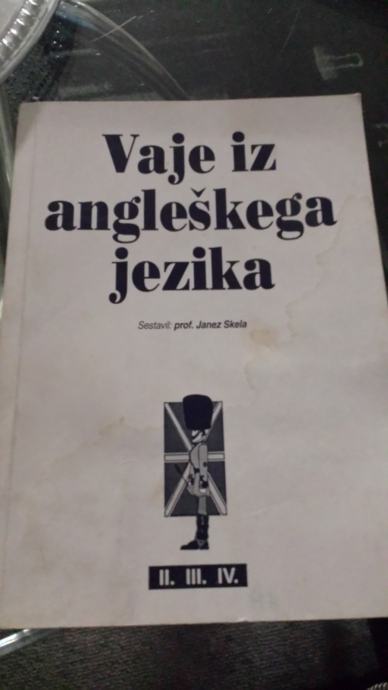 Vaje iz
angleškega
jezika
Sestavil: prof. Janez Skela
II. III. IV.